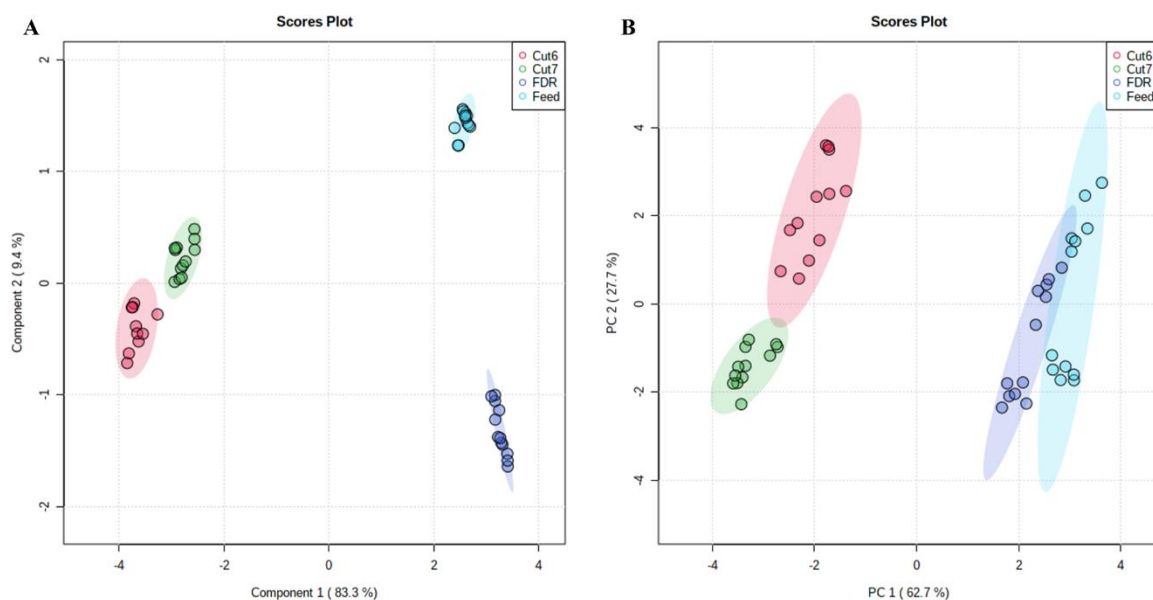 A
Scores Plot
Cut6
Cut7
FDR
Feed
2
1
0
-1
-2
Component 2 ( 9.4 %)
-4
-2
0
2
4
Component 1 ( 83.3 %)
B
Scores Plot
Cut6
Cut7
FDR
Feed
4
2
0
-2
-4
PC 2 ( 27.7 %)
-4
-2
0
2
4
PC 1 ( 62.7 %)